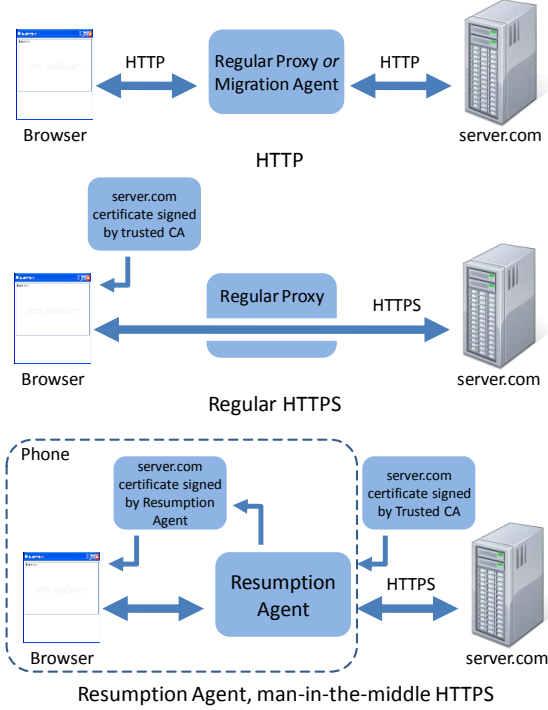 HTTP
Regular Proxy or
Migration Agent
HTTP
Browser
server.com
HTTP
server.com
certificate signed
by trusted CA
Regular Proxy
HTTPS
Browser
server.com
Regular HTTPS
Phone
server.com
certificate signed
by Resumption
Agent
server.com
certificate signed
by Trusted CA
Resumption
Agent
HTTPS
Browser
server.com
Resumption Agent, man-in-the-middle HTTPS